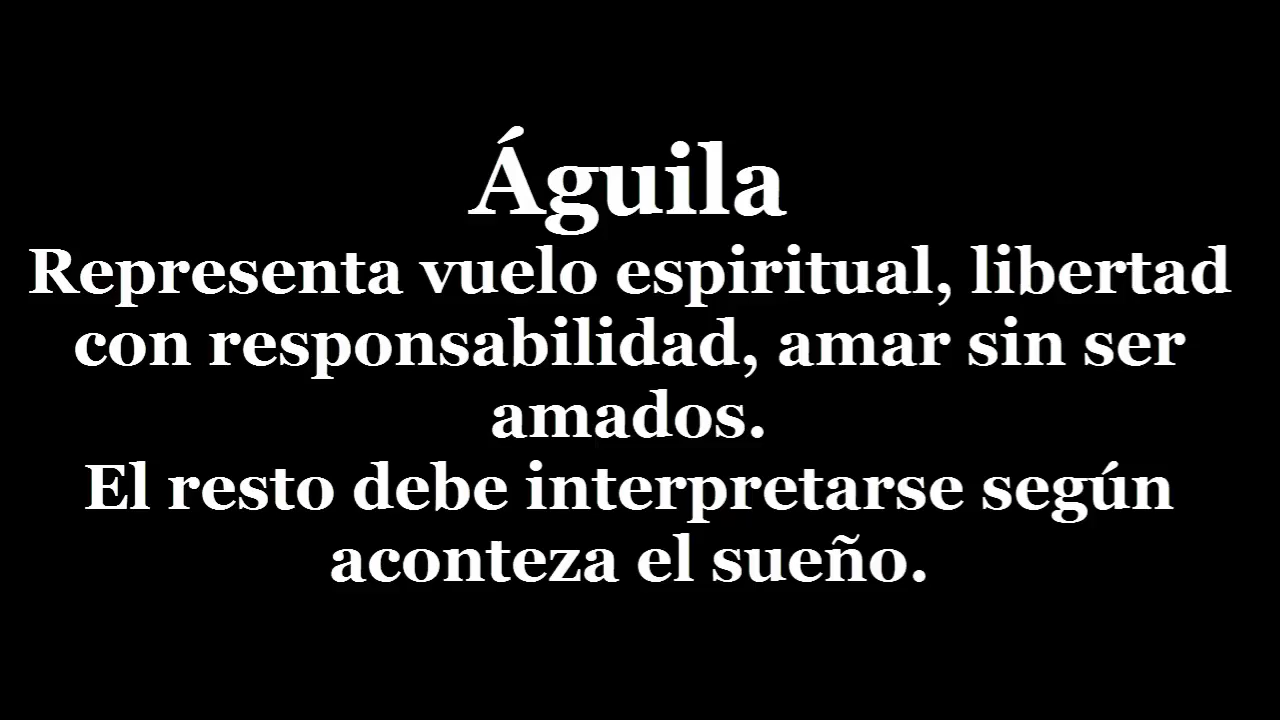 Águila
Representa vuelo espiritual, libertad
con responsabilidad, amar sin ser
amados.
El resto debe interpretarse según
aconteza el sueño.